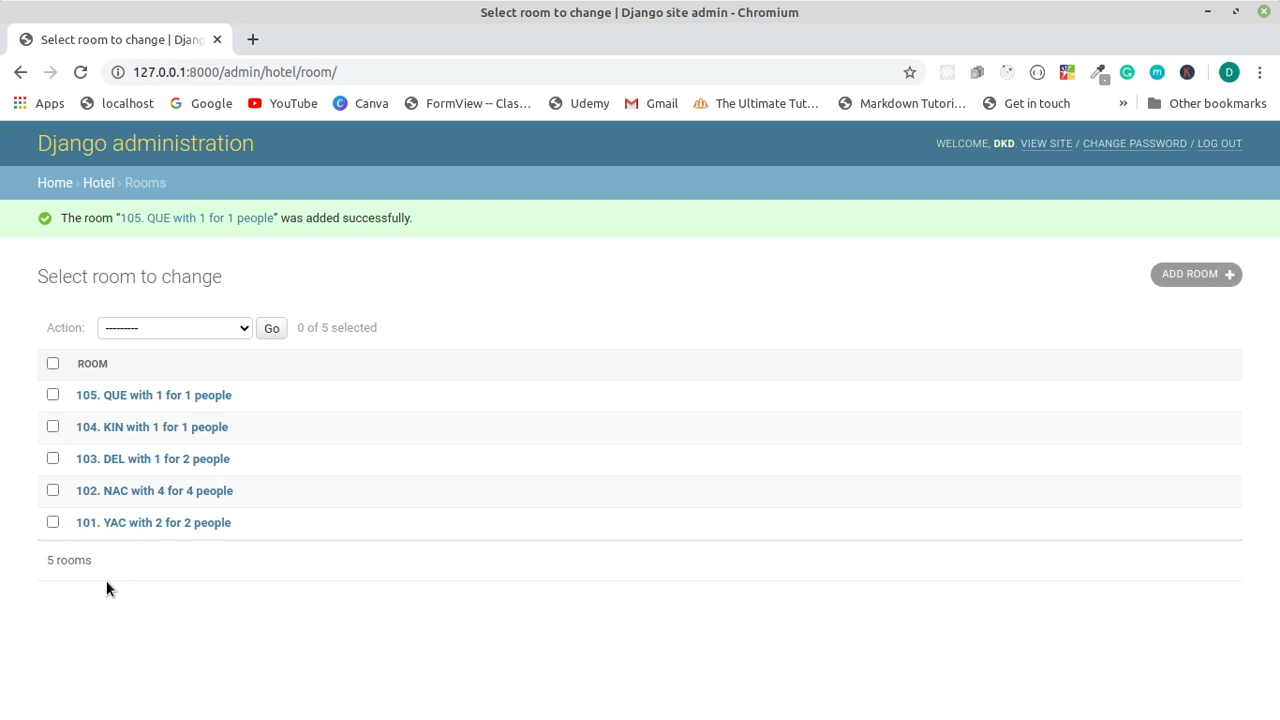 Select room to change | Django site admin - Chromium
Select room to change | Djang
127.0.0.1:8000/admin/hotel/room/
D
Apps localhost Google YouTube Canva FormView -- Clas... Udemy Gmail The Ultimate Tut... Markdown Tutori... Get in touch » Other bookmarks
Django administration
WELCOME, DKD. VIEW SITE / CHANGE PASSWORD / LOG OUT
Home › Hotel › Rooms
The room “105. QUE with 1 for 1 people” was added successfully.
Select room to change
ADD ROOM +
Action: --------- Go 0 of 5 selected
ROOM
105. QUE with 1 for 1 people
104. KIN with 1 for 1 people
103. DEL with 1 for 2 people
102. NAC with 4 for 4 people
101. YAC with 2 for 2 people
5 rooms